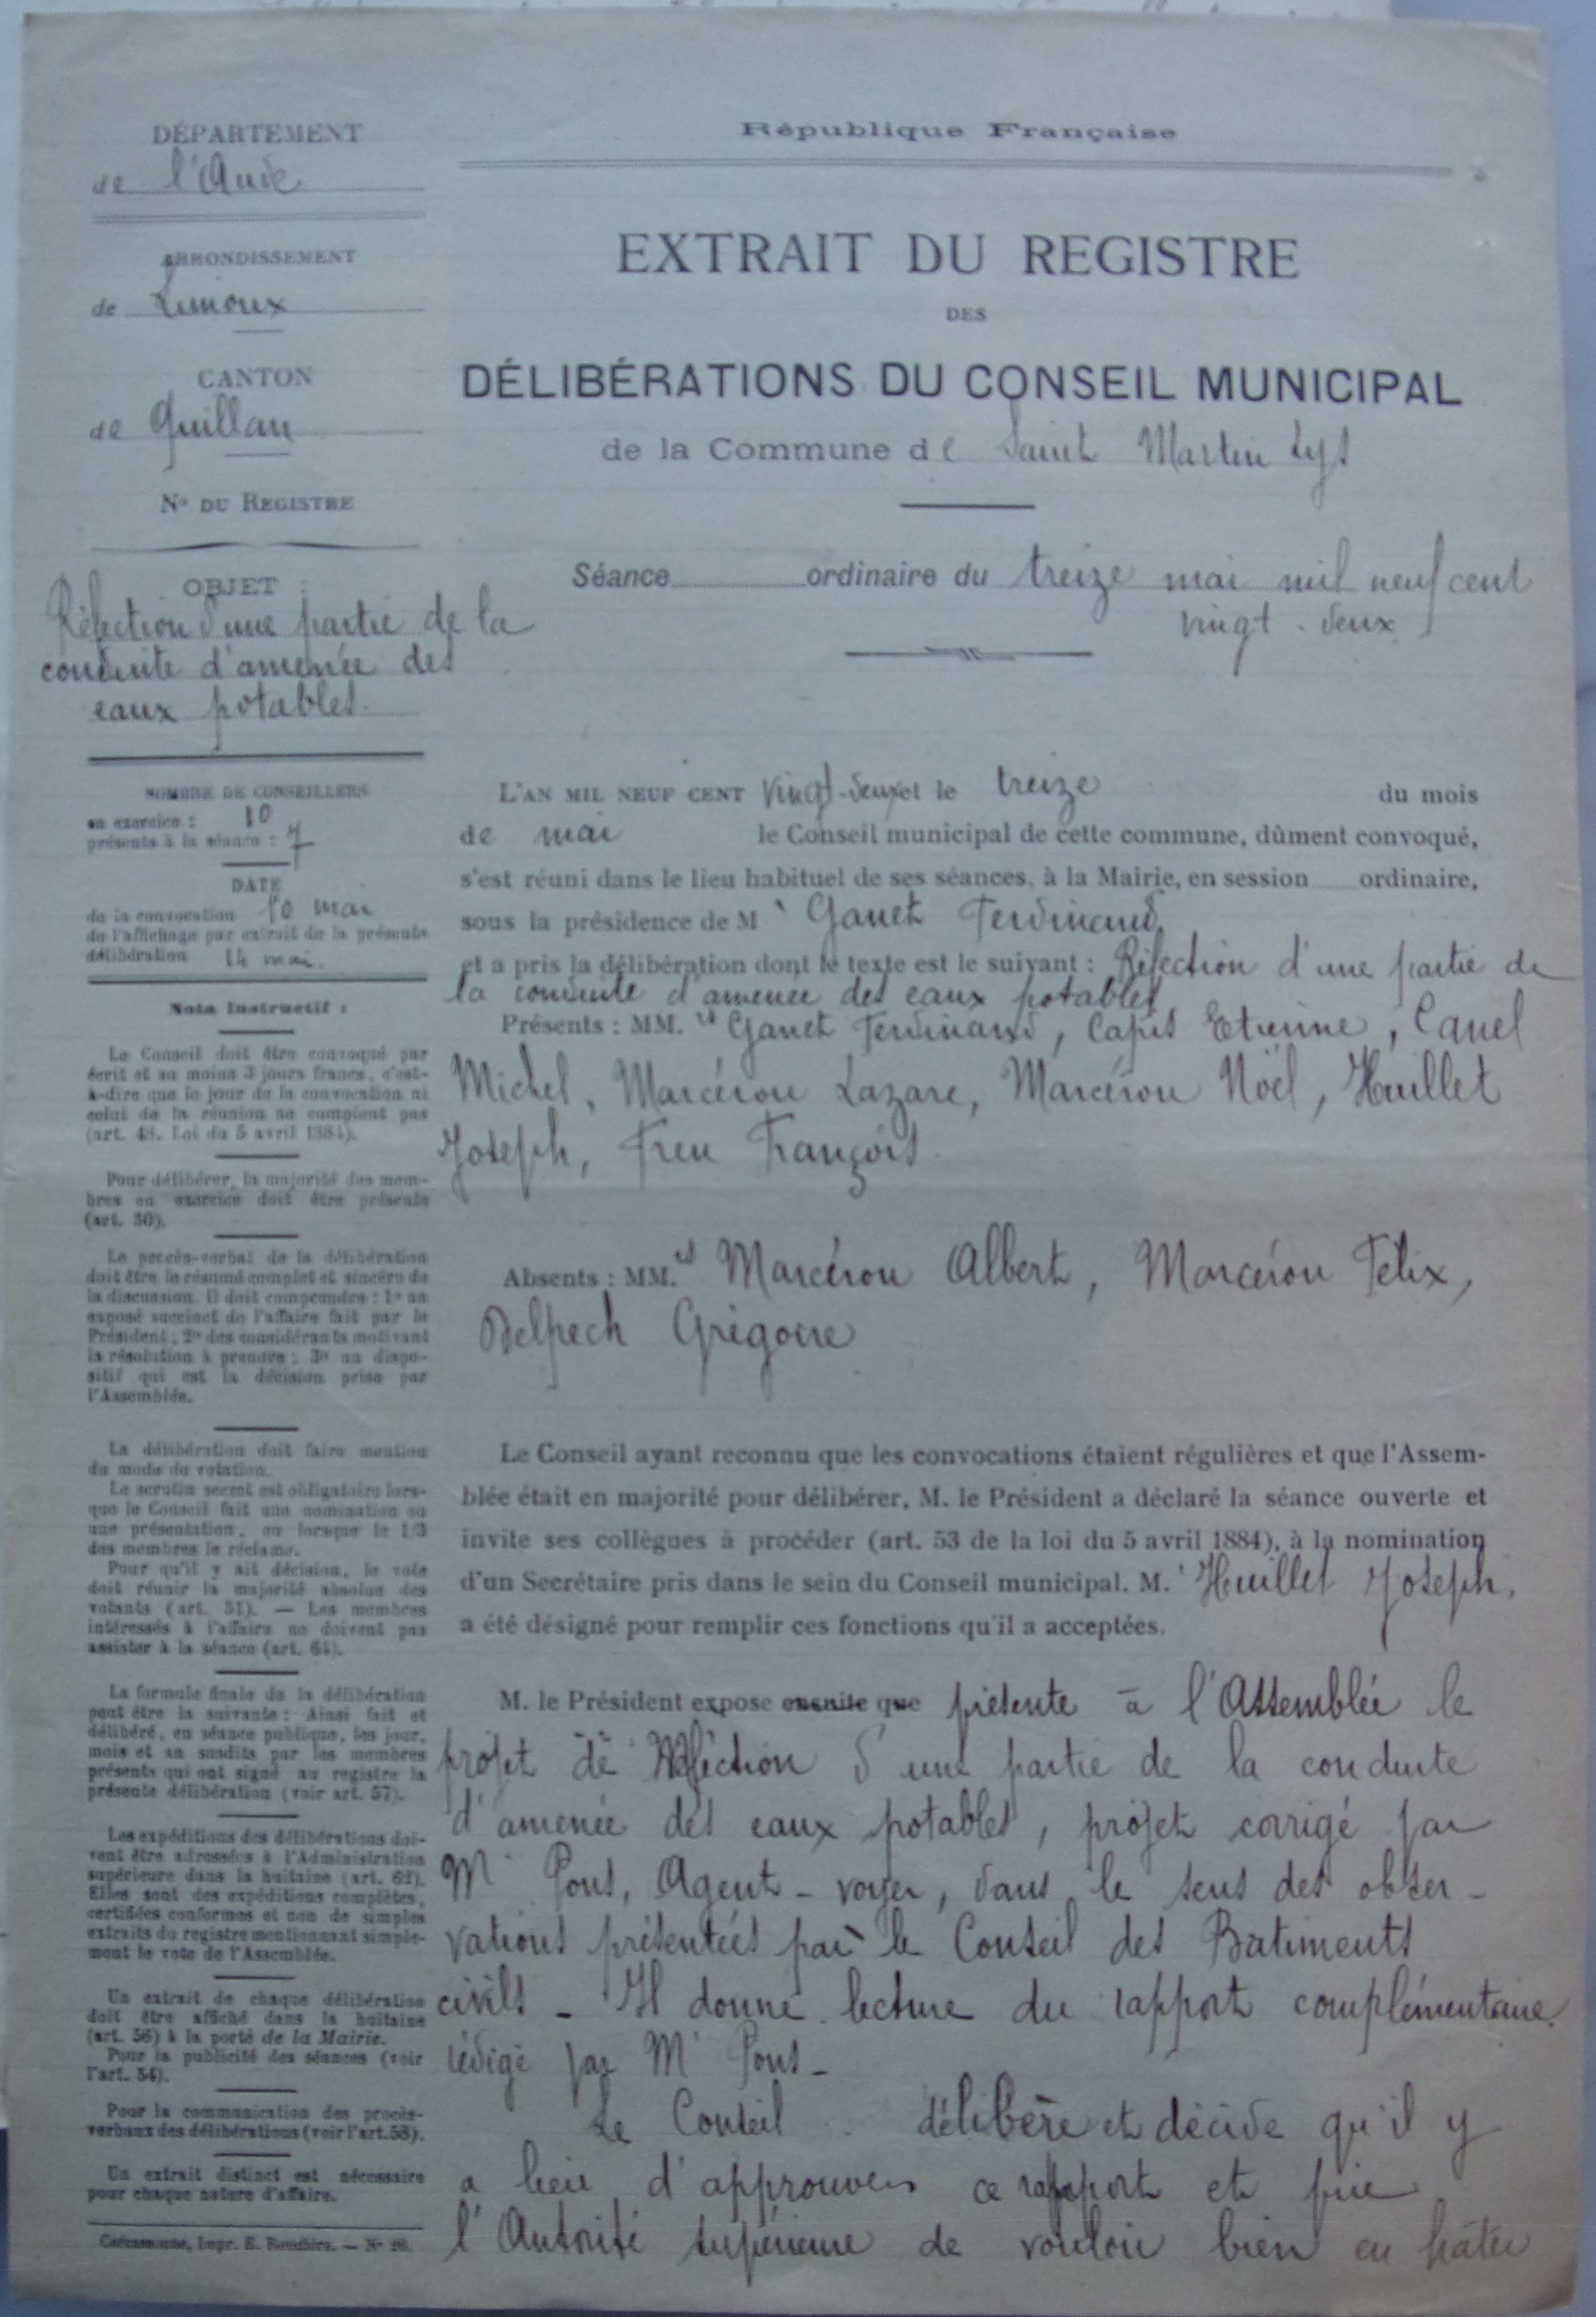 DÉPARTEMENT
de l'Aude
ARRONDISSEMENT
de Limoux
CANTON
de Quillan
N° DU REGISTRE
OBJET :
Réfection d'une partie de la
conduite d'amenée des
eaux potables.
NOMBRE DE CONSEILLERS
en exercice : 10
présents à la séance : 7
DATE
de la convocation 10 mai
de l'affichage par extrait de la présente
délibération 14 mai.
Nota Instructif :
Le Conseil doit être convoqué par
écrit et au moins 3 jours francs, c'est-
à-dire que le jour de la convocation ni
celui de la réunion ne comptent pas
(art. 48. Loi du 5 avril 1884).
Pour délibérer, la majorité des mem-
bres en exercice doit être présente
(art. 50).
Le procès-verbal de la délibération
doit être le résumé complet et sincère de
la discussion. Il doit comprendre : 1° un
exposé succinct de l'affaire fait par le
Président ; 2° des considérants motivant
la résolution à prendre ; 3° un dispo-
sitif qui est la décision prise par
l'Assemblée.
La délibération doit faire mention
du mode de votation.
Le scrutin secret est obligatoire lors-
que le Conseil fait une nomination ou
une présentation, ou lorsque le 1/3
des membres le réclame.
Pour qu'il y ait décision, le vote
doit réunir la majorité absolue des
votants (art. 51). — Les membres
intéressés à l'affaire ne doivent pas
assister à la séance (art. 64).
La formule finale de la délibération
peut être la suivante : Ainsi fait et
délibéré, en séance publique, les jour,
mois et an susdits par les membres
présents qui ont signé au registre la
présente délibération (voir art. 57).
Les expéditions des délibérations doi-
vent être adressées à l'Administration
supérieure dans la huitaine (art. 62).
Elles sont des expéditions complètes,
certifiées conformes et non de simples
extraits du registre mentionnant simple-
ment le vote de l'Assemblée.
Un extrait de chaque délibération
doit être affiché dans la huitaine
(art. 56) à la porte de la Mairie.
Pour la publicité des séances (voir
l'art. 54).
Pour la communication des procès-
verbaux des délibérations (voir l'art. 58).
Un extrait distinct est nécessaire
pour chaque nature d'affaire.
Carcassonne, Impr. E. Roudière. — N°
République Française
EXTRAIT DU REGISTRE
DES
DÉLIBÉRATIONS DU CONSEIL MUNICIPAL
de la Commune de Saint Martin Lys
Séance ordinaire du treize mai mil neuf cent
vingt-deux
L'AN MIL NEUF CENT vingt-deux et le treize du mois
de mai le Conseil municipal de cette commune, dûment convoqué,
s'est réuni dans le lieu habituel de ses séances, à la Mairie, en session ordinaire,
sous la présidence de M r Ganet Ferdinand,
et a pris la délibération dont le texte est le suivant : Réfection d'une partie de
la conduite d'amenée des eaux potables
Présents : MM. rs Ganet Ferdinand, Capis Etienne, Canel
Michel, Marcérou Lazare, Marcérou Noël, Huillet
Joseph, Freu François.
Absents : MM. rs Marcérou Albert, Marcérou Félix,
Delpech Grégoire
Le Conseil ayant reconnu que les convocations étaient régulières et que l'Assem-
blée était en majorité pour délibérer, M. le Président a déclaré la séance ouverte et
invite ses collègues à procéder (art. 53 de la loi du 5 avril 1884), à la nomination
d'un Secrétaire pris dans le sein du Conseil municipal. M. r Huillet Joseph,
a été désigné pour remplir ces fonctions qu'il a acceptées.
M. le Président expose ensuite que présente à l'Assemblée le
projet de Réfection d'une partie de la conduite
d'amenée des eaux potables, projet corrigé par
Mr Pons, Agent-voyer, dans le sens des obser-
vations présentées par le Conseil des Batiments
civils - Il donne lecture du rapport complémentaire
rédigé par Mr Pons -
Le Conseil délibère et décide qu'il y
a lieu d'approuver ce rapport et prie
l'Autorité supérieure de vouloir bien en hâter